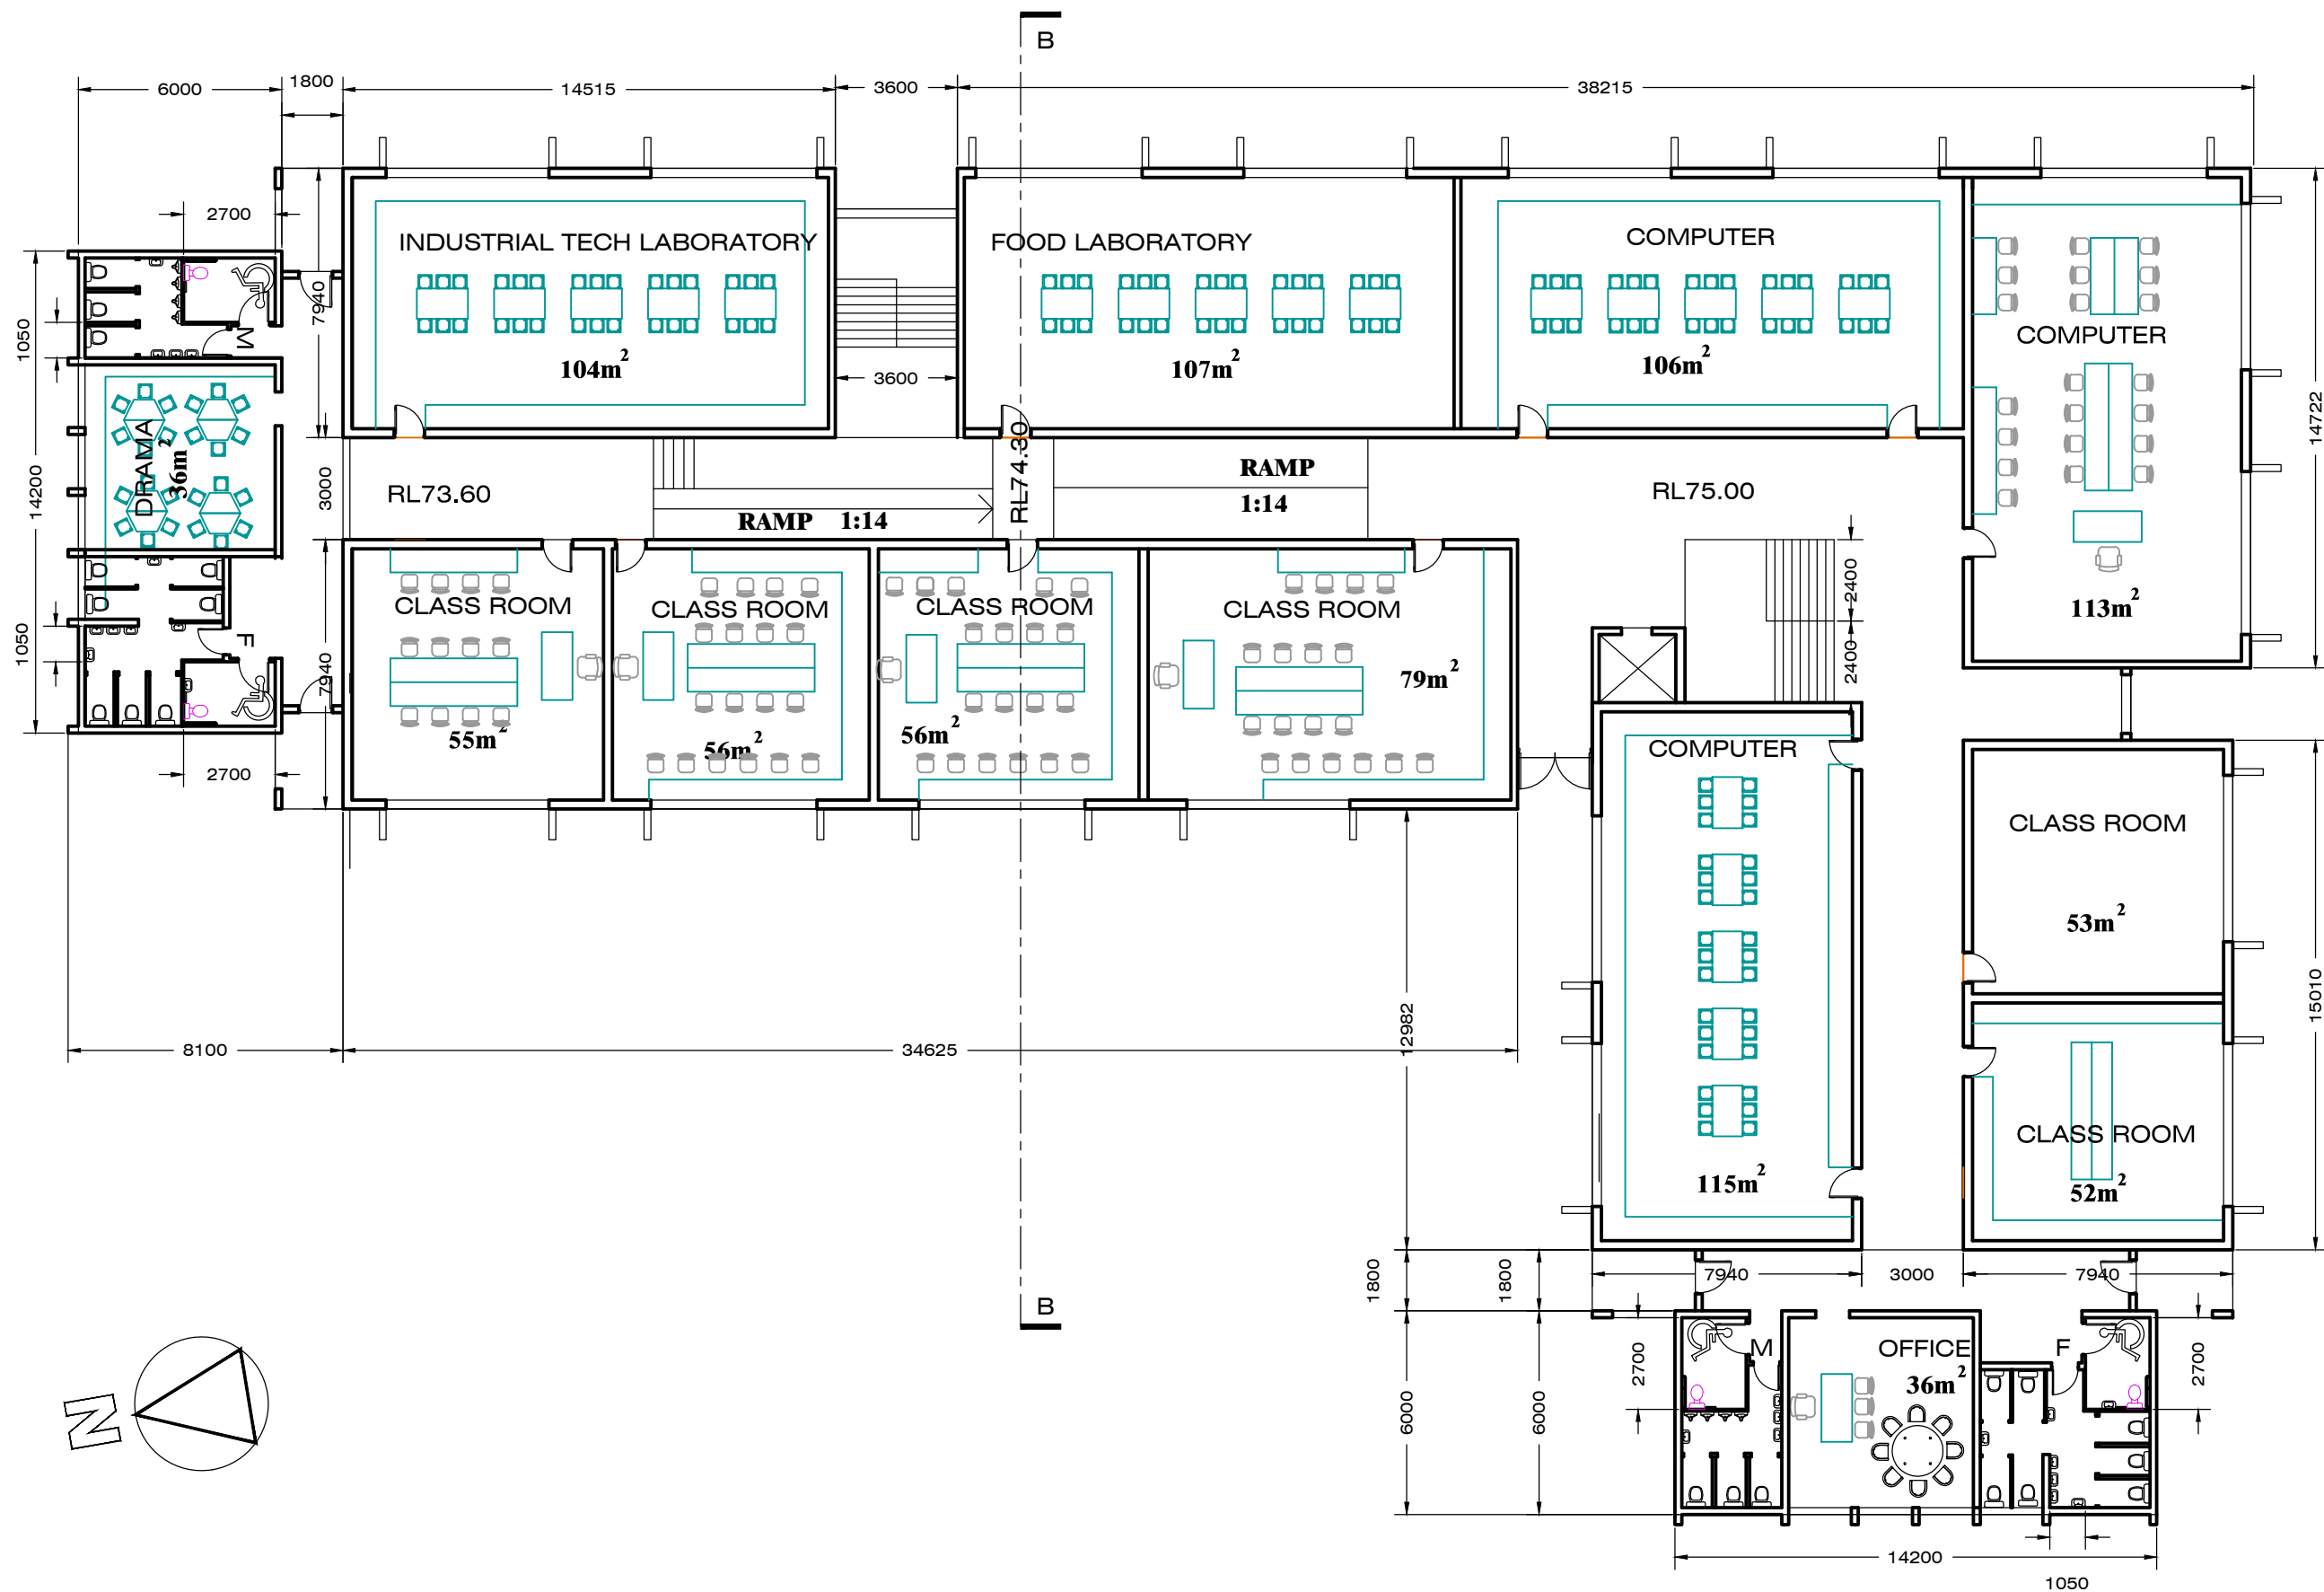 B
6000
1800
14515
3600
38215
2700
INDUSTRIAL TECH LABORATORY
FOOD LABORATORY
COMPUTER
7940
1050
M
COMPUTER
104m²
3600
107m²
106m²
14722
DRAMA
36m²
14200
3000
RL73.60
RAMP 1:14
RL74.30
RAMP
1:14
RL75.00
2400
2400
113m²
1050
F
7940
CLASS ROOM
CLASS ROOM
CLASS ROOM
CLASS ROOM
55m²
56m²
56m²
79m²
2700
COMPUTER
CLASS ROOM
53m²
15010
12982
8100
34625
CLASS ROOM
52m²
115m²
1800
1800
7940
3000
7940
B
2700
M
OFFICE
36m²
F
2700
6000
6000
N
14200
1050